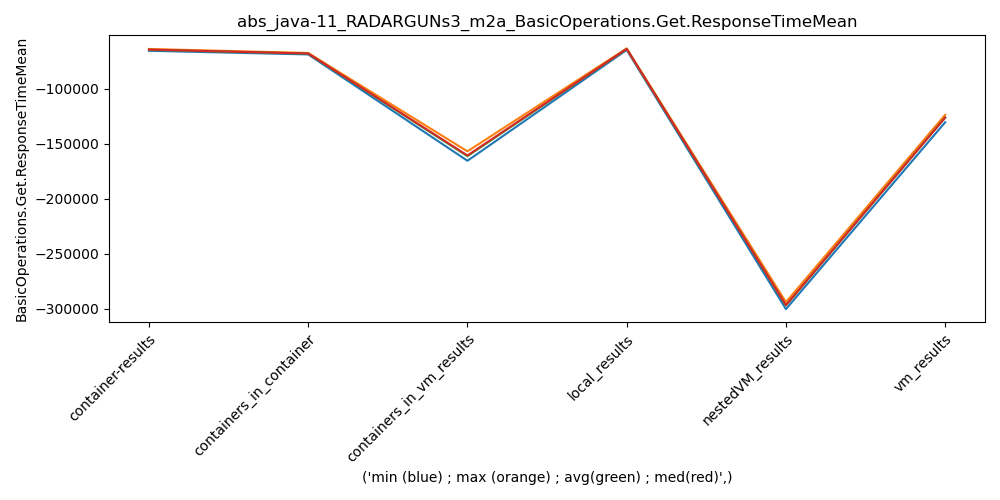 abs_java-11_RADARGUNs3_m2a_BasicOperations.Get.ResponseTimeMean
BasicOperations.Get.ResponseTimeMean
−100000
−150000
−200000
−250000
−300000
container-results
containers_in_container
containers_in_vm_results
local_results
nestedVM_results
vm_results
('min (blue) ; max (orange) ; avg(green) ; med(red)',)